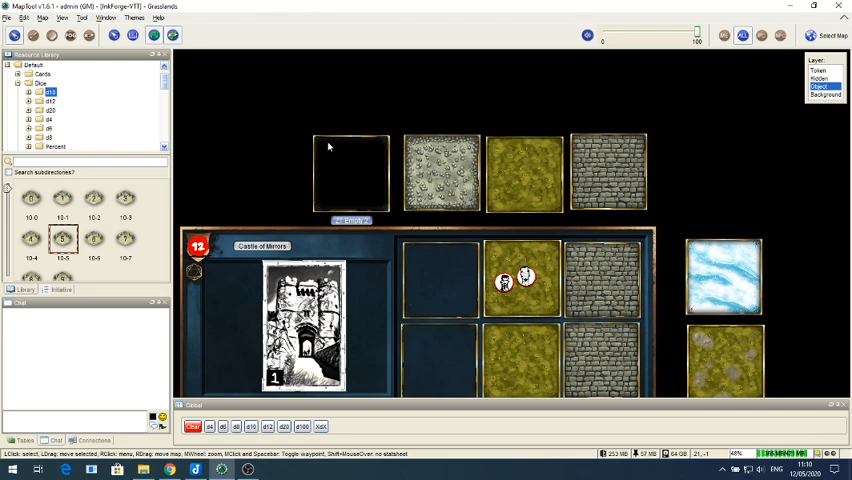 MapTool v1.6.1 - admin (GM) - [InkForge-VTT] - Grasslands
File Edit Map View Tools Window Themes Help
FOG
0 100
ALL
Select Map
Resource Library
Default
Cards
Dice
d10
d12
d20
d4
d6
d8
Percent
Search subdirectories?
10-0 10-1 10-2 10-3
10-4 10-5 10-6 10-7
Library Initiative
Chat
Tables Chat Connections
Layer:
Token
Hidden
Object
Background
Empty
12
Castle of Mirrors
1
Global
Clear d4 d6 d8 d10 d12 d20 d100 XdX
LClick: select, LDrag: move selected, RClick: menu, RDrag: move map, MWheel: zoom, MClick and Spacebar: Toggle waypoint, Shift+MouseOver: no statsheet
253 MB 57 MB 64 GB 21, -1 48%
ENG
11:10
12/05/2020